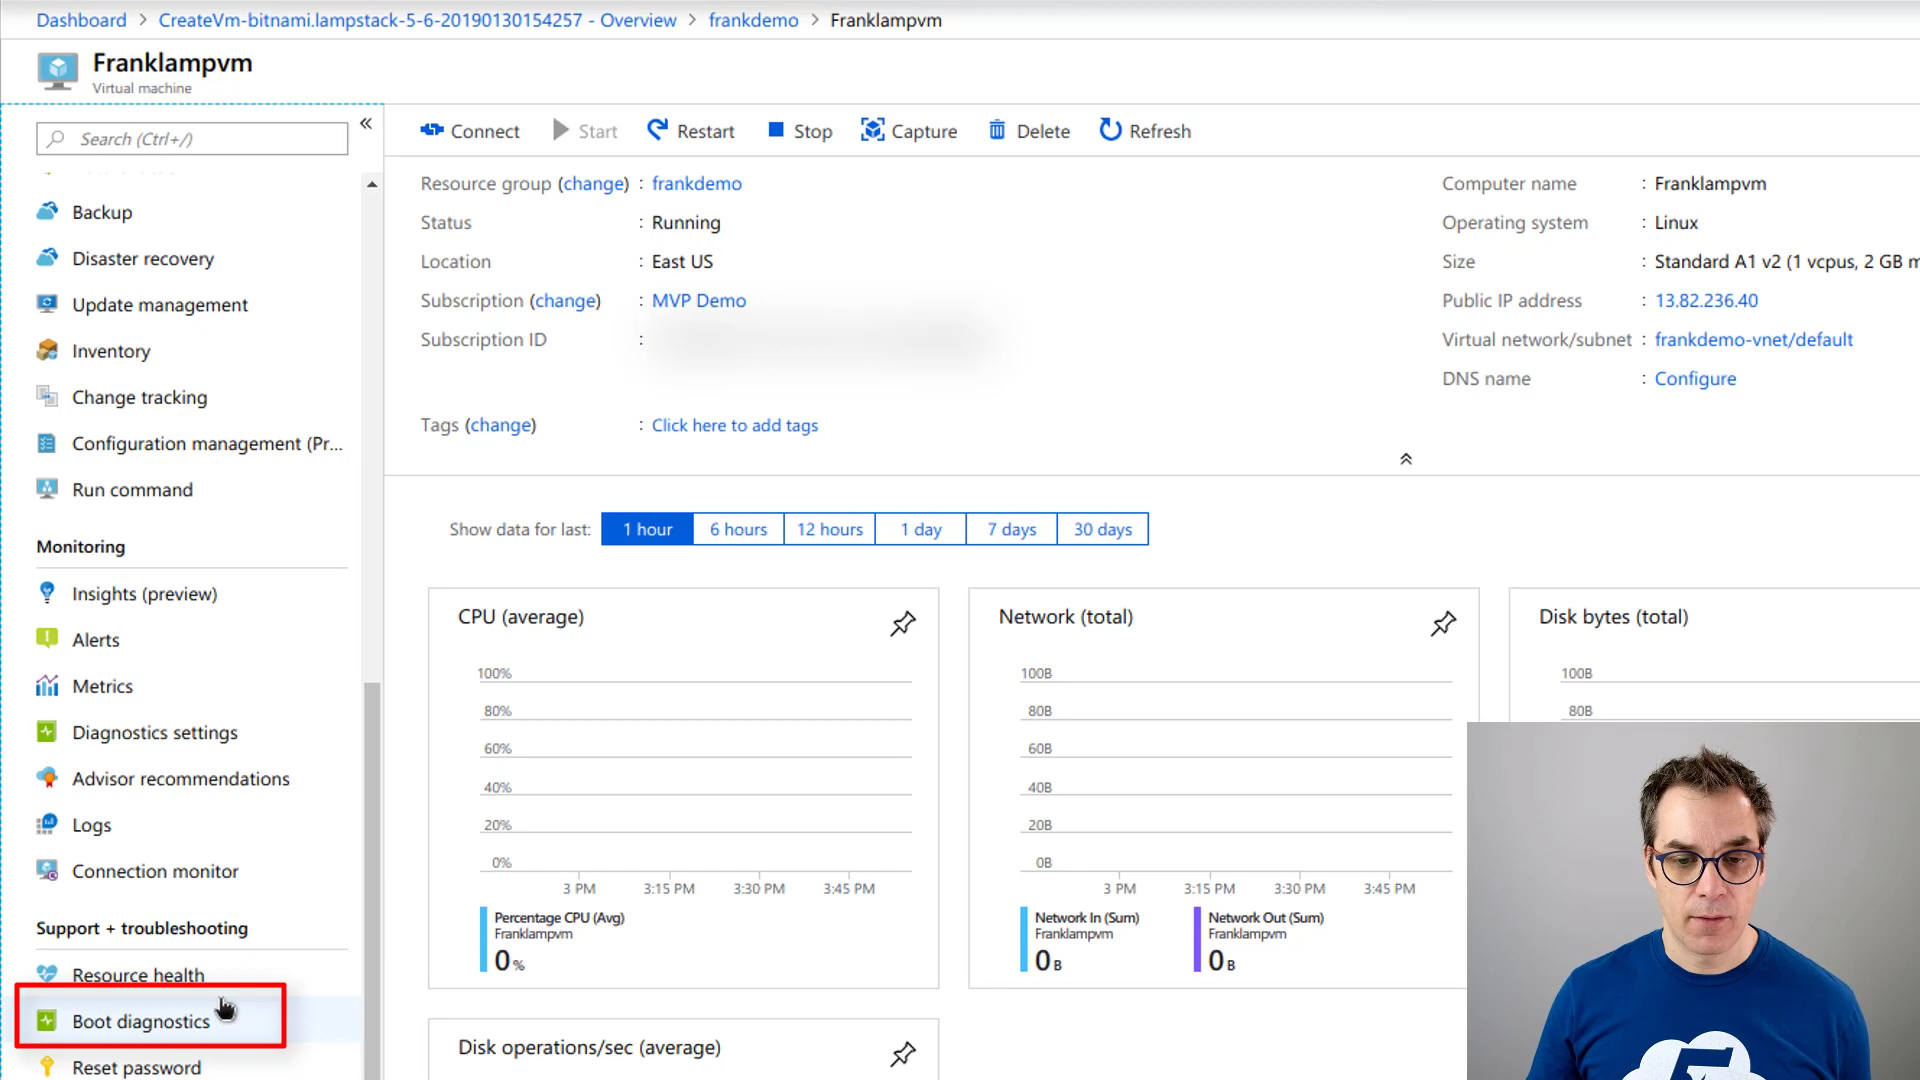 Dashboard > CreateVm-bitnami.lampstack-5-6-20190130154257 - Overview > frankdemo > Franklampvm
Franklampvm
Virtual machine
Search (Ctrl+/)
«
Backup
Disaster recovery
Update management
Inventory
Change tracking
Configuration management (Pr...
Run command
Monitoring
Insights (preview)
Alerts
Metrics
Diagnostics settings
Advisor recommendations
Logs
Connection monitor
Support + troubleshooting
Resource health
Boot diagnostics
Reset password
Connect Start Restart Stop Capture Delete Refresh
Resource group (change) : frankdemo
Status : Running
Location : East US
Subscription (change) : MVP Demo
Subscription ID :
Tags (change) : Click here to add tags
Computer name : Franklampvm
Operating system : Linux
Size : Standard A1 v2 (1 vcpus, 2 GB m
Public IP address : 13.82.236.40
Virtual network/subnet : frankdemo-vnet/default
DNS name : Configure
Show data for last: 1 hour 6 hours 12 hours 1 day 7 days 30 days
CPU (average)
100%
80%
60%
40%
20%
0%
3 PM 3:15 PM 3:30 PM 3:45 PM
Percentage CPU (Avg)
Franklampvm
0 %
Network (total)
100B
80B
60B
40B
20B
0B
3 PM 3:15 PM 3:30 PM 3:45 PM
Network In (Sum)
Franklampvm
0 B
Network Out (Sum)
Franklampvm
0 B
Disk bytes (total)
100B
80B
Disk operations/sec (average)